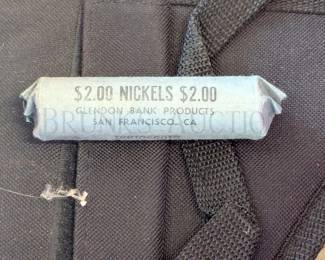 $2.00 NICKELS $2.00
GLENDON BANK PRODUCTS
SAN FRANCISCO, CA